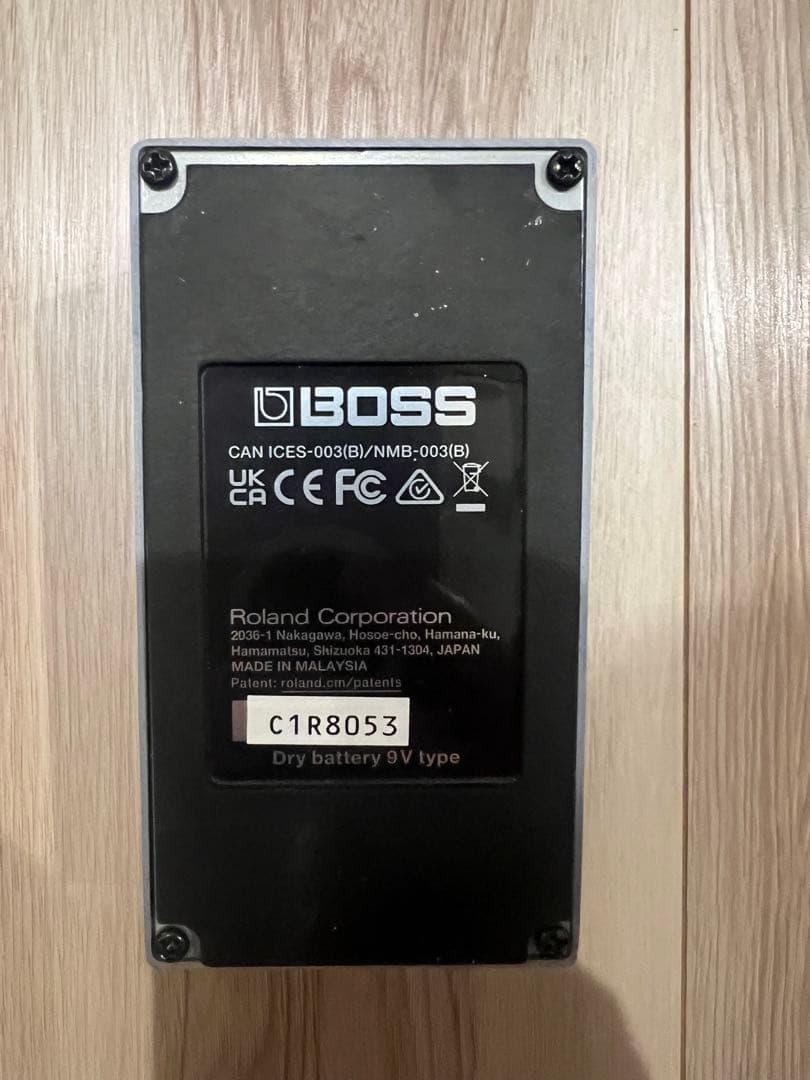 BOSS
CAN ICES-003(B)/NMB-003(B)
UK
CA CE FC
Roland Corporation
2036-1 Nakagawa, Hosoe-cho, Hamana-ku,
Hamamatsu, Shizuoka 431-1304, JAPAN
MADE IN MALAYSIA
Patent: roland.cm/patents
C1R8053
Dry battery 9V type